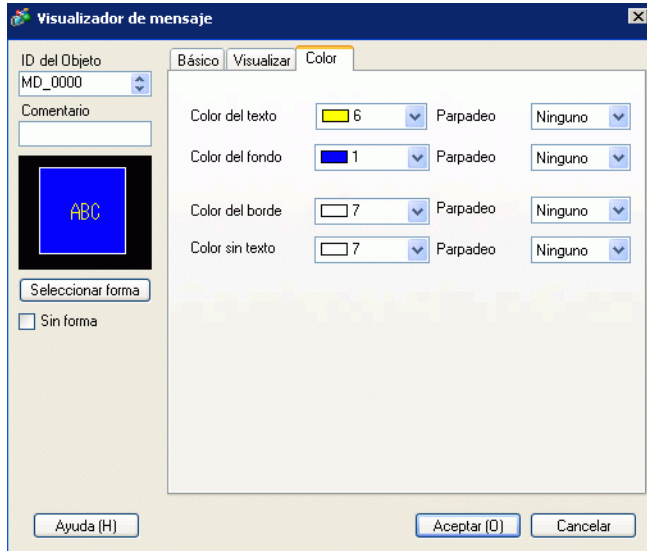 Visualizador de mensaje
ID del Objeto
MD_0000
Comentario
ABC
Seleccionar forma
Sin forma
Básico Visualizar Color
Color del texto 6 Parpadeo Ninguno
Color del fondo 1 Parpadeo Ninguno
Color del borde 7 Parpadeo Ninguno
Color sin texto 7 Parpadeo Ninguno
Ayuda (H) Aceptar (O) Cancelar